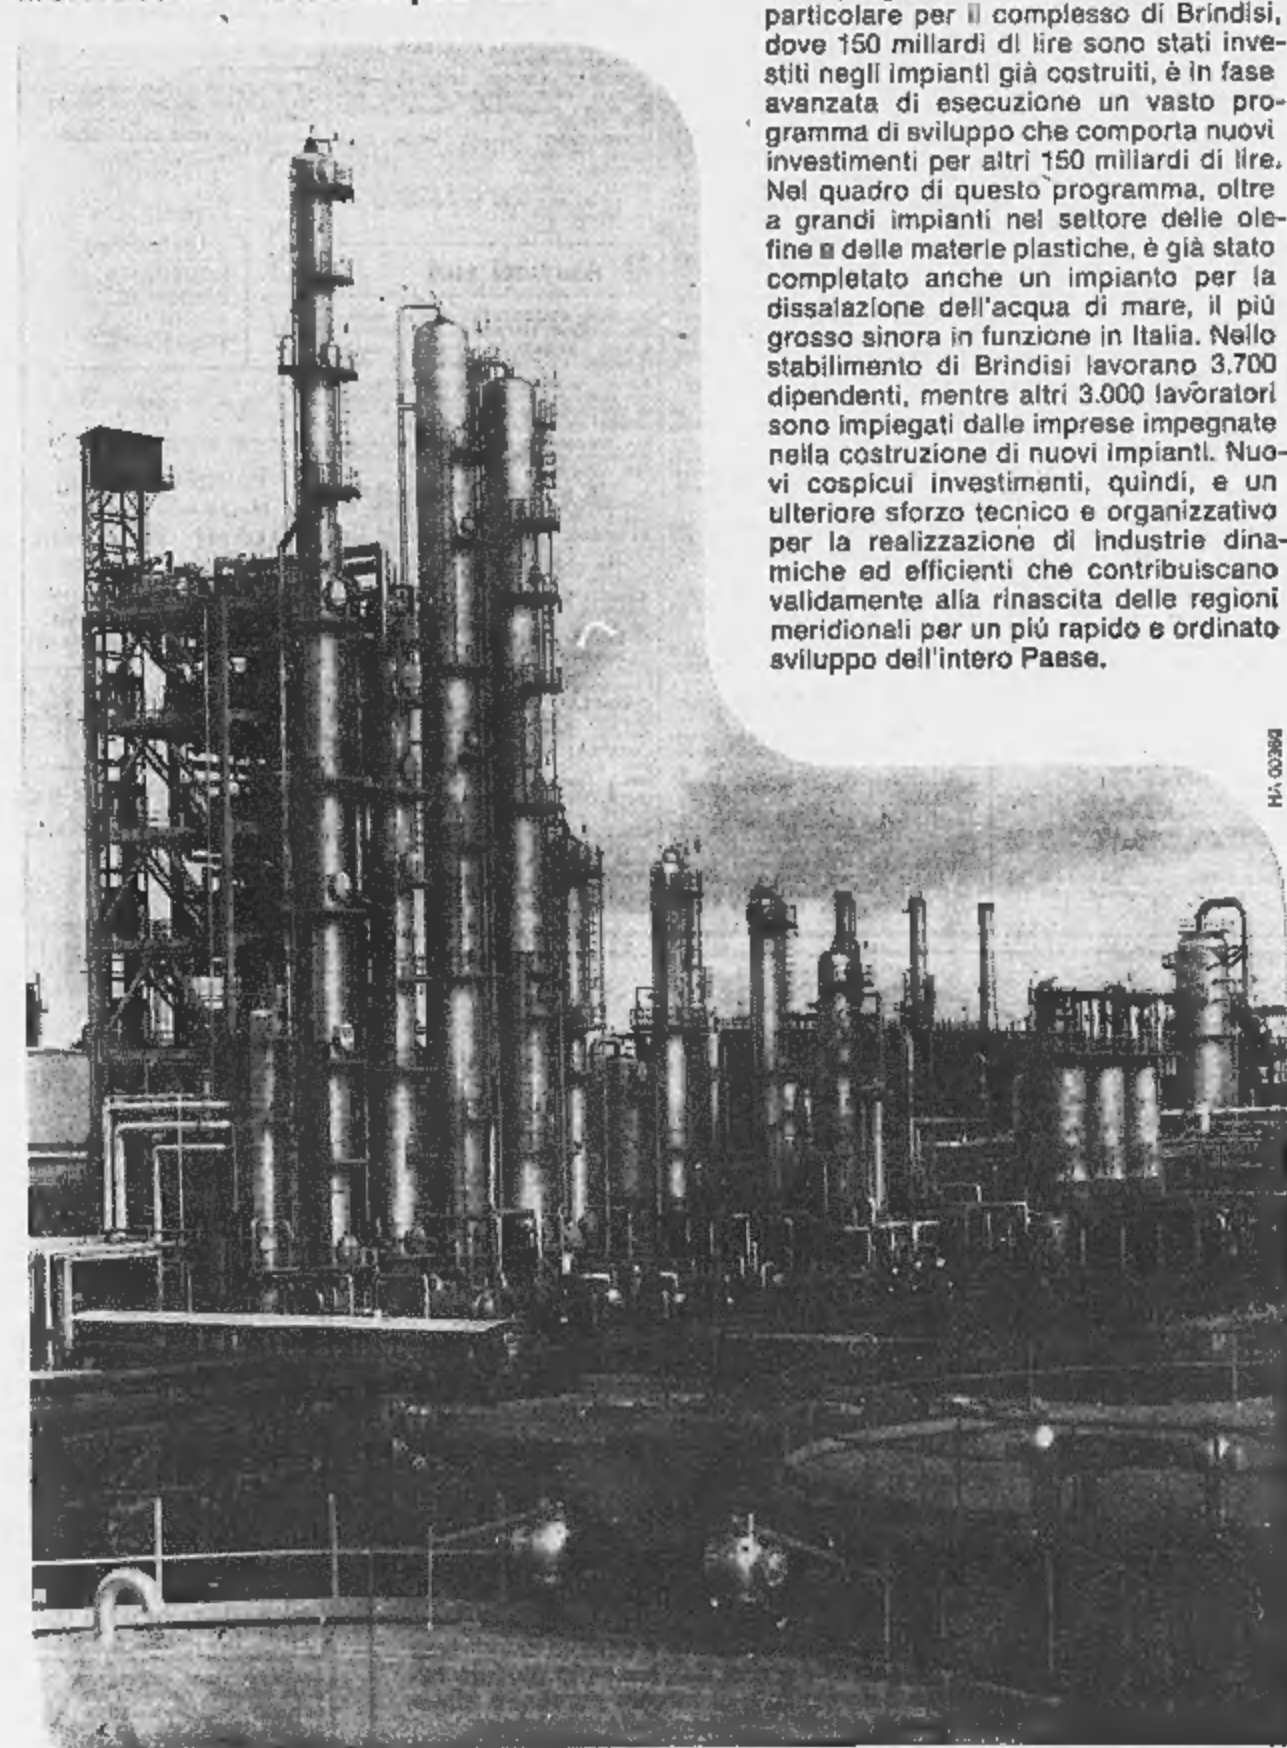 particolare per il complesso di Brindisi,
dove 150 miliardi di lire sono stati inve-
stiti negli impianti già costruiti, è in fase
avanzata di esecuzione un vasto pro-
gramma di sviluppo che comporta nuovi
investimenti per altri 150 miliardi di lire.
Nel quadro di questo programma, oltre
a grandi impianti nel settore delle ole-
fine e delle materie plastiche, è già stato
completato anche un impianto per la
dissalazione dell'acqua di mare, il più
grosso sinora in funzione in Italia. Nello
stabilimento di Brindisi lavorano 3.700
dipendenti, mentre altri 3.000 lavoratori
sono impiegati dalle imprese impegnate
nella costruzione di nuovi impianti. Nuo-
vi cospicui investimenti, quindi, e un
ulteriore sforzo tecnico e organizzativo
per la realizzazione di industrie dina-
miche ed efficienti che contribuiscano
validamente alla rinascita delle regioni
meridionali per un più rapido e ordinato
sviluppo dell'intero Paese.